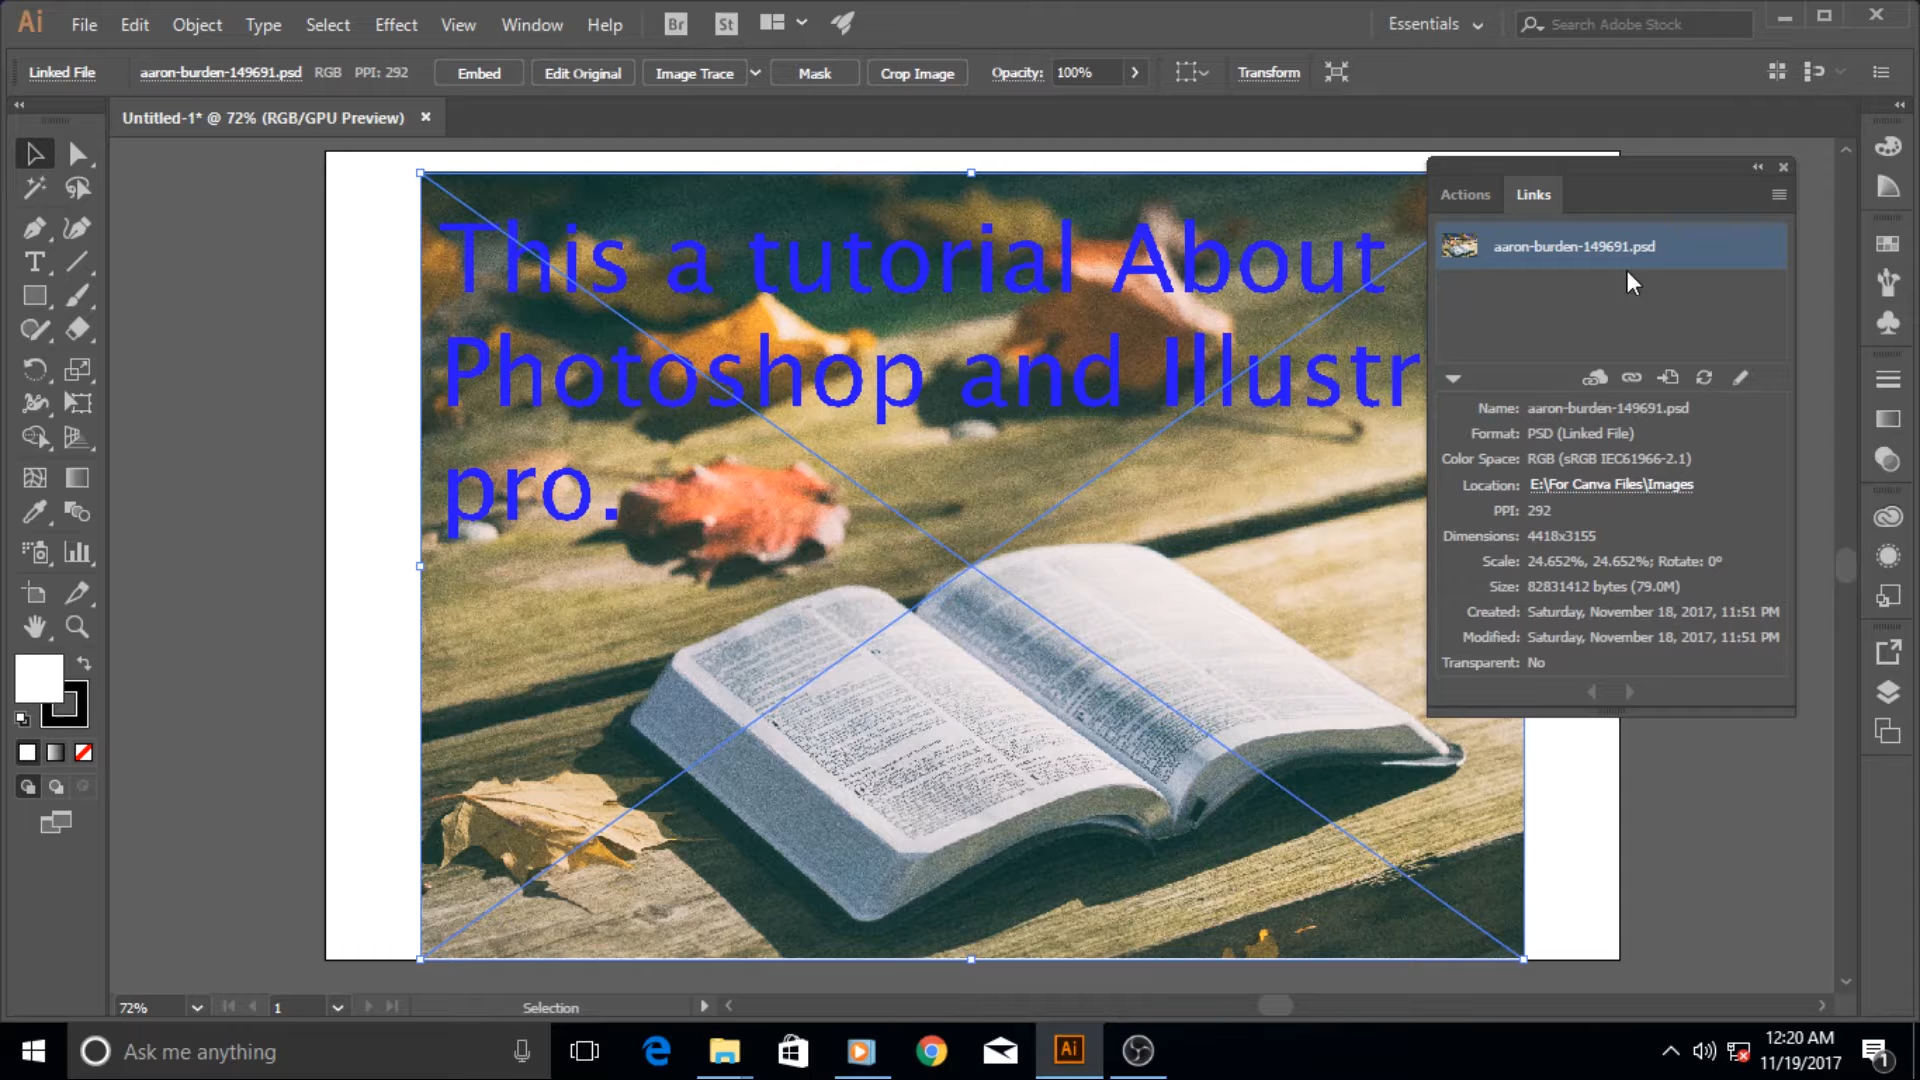 Ai File Edit Object Type Select Effect View Window Help Br St Essentials Search Adobe Stock
Linked File aaron-burden-149691.psd RGB PPI: 292 Embed Edit Original Image Trace Mask Crop Image Opacity: 100% Transform
Untitled-1* @ 72% (RGB/GPU Preview)
This a tutorial About
Photoshop and Illustr
pro.
Actions Links
aaron-burden-149691.psd
Name: aaron-burden-149691.psd
Format: PSD (Linked File)
Color Space: RGB (sRGB IEC61966-2.1)
Location: E:\For Canva Files\Images
PPI: 292
Dimensions: 4418x3155
Scale: 24.652%, 24.652%; Rotate: 0°
Size: 82831412 bytes (79.0M)
Created: Saturday, November 18, 2017, 11:51 PM
Modified: Saturday, November 18, 2017, 11:51 PM
Transparent: No
72% 1 Selection
Ask me anything Ai 12:20 AM
11/19/2017 1